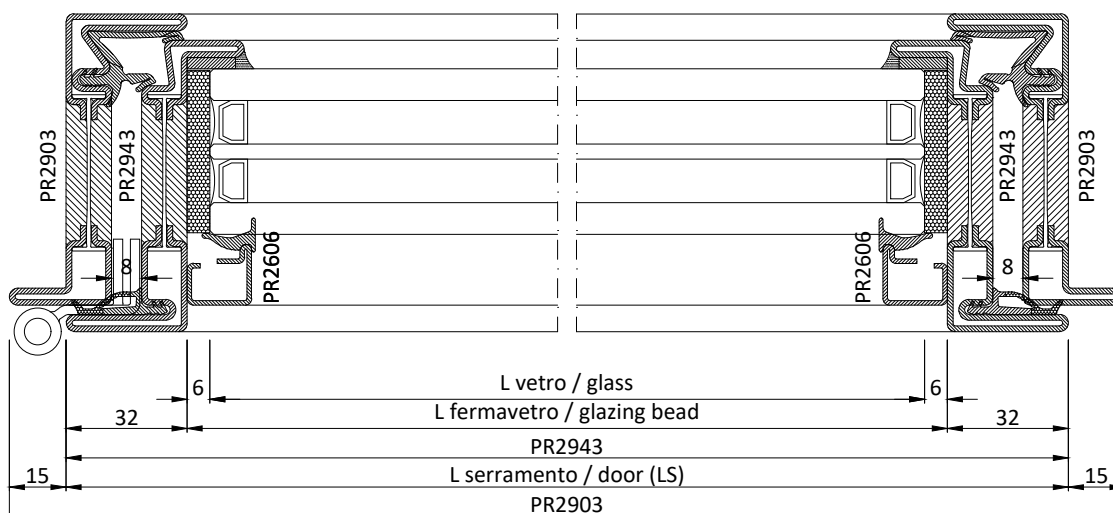 PR2903
PR2943
PR2606
PR2606
PR2943
PR2903
8
8
6
L vetro / glass
6
32
L fermavetro / glazing bead
32
PR2943
15
L serramento / door (LS)
15
PR2903